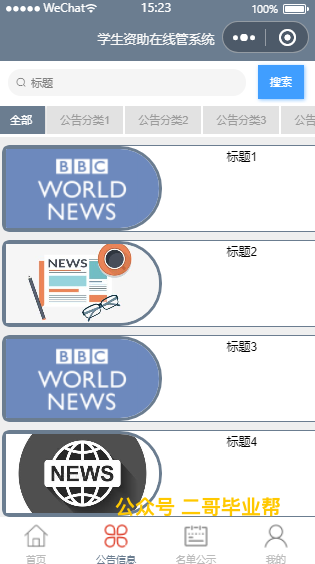 WeChat 15:23 100%
学生资助在线管系统
标题 搜索
全部 公告分类1 公告分类2 公告分类3 公告
BBC
WORLD
NEWS
标题1
NEWS
标题2
BBC
WORLD
NEWS
标题3
NEWS
标题4
公众号 二哥毕业帮
首页 公告信息 名单公示 我的